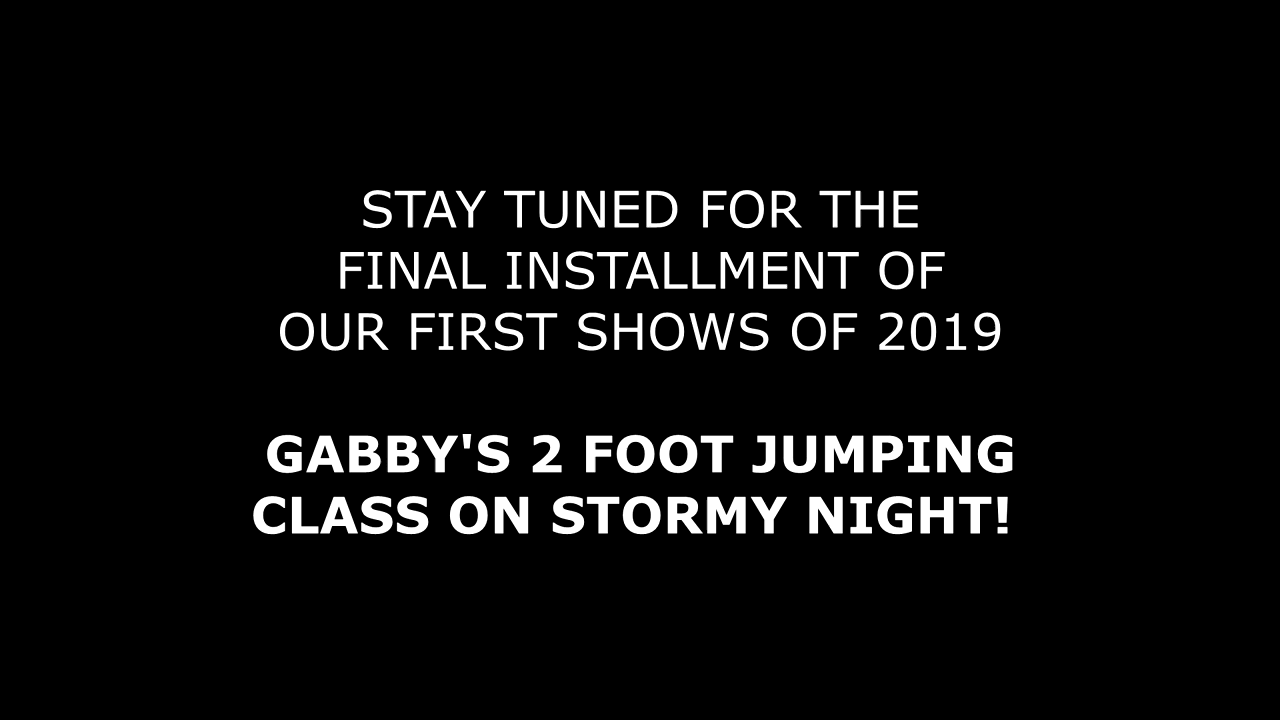 STAY TUNED FOR THE
FINAL INSTALLMENT OF
OUR FIRST SHOWS OF 2019
GABBY'S 2 FOOT JUMPING
CLASS ON STORMY NIGHT!